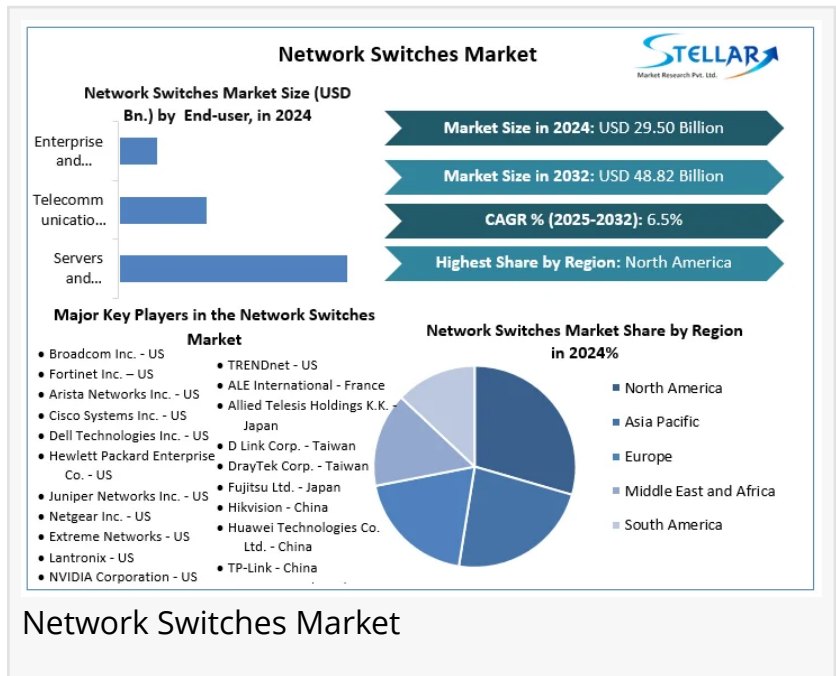 Network Switches Market
STELLAR
Market Research Pvt. Ltd.
Network Switches Market Size (USD
Bn.) by End-user, in 2024
Enterprise
and...
Telecomm
unicatio...
Servers
and...
Market Size in 2024: USD 29.50 Billion
Market Size in 2032: USD 48.82 Billion
CAGR % (2025-2032): 6.5%
Highest Share by Region: North America
Major Key Players in the Network Switches
Market
• Broadcom Inc. - US
• Fortinet Inc. – US
• Arista Networks Inc. - US
• Cisco Systems Inc. - US
• Dell Technologies Inc. - US
• Hewlett Packard Enterprise
Co. - US
• Juniper Networks Inc. - US
• Netgear Inc. - US
• Extreme Networks - US
• Lantronix - US
• NVIDIA Corporation - US
• TRENDnet - US
• ALE International - France
• Allied Telesis Holdings K.K. -
Japan
• D Link Corp. - Taiwan
• DrayTek Corp. - Taiwan
• Fujitsu Ltd. - Japan
• Hikvision - China
• Huawei Technologies Co.
Ltd. - China
• TP-Link - China
Network Switches Market Share by Region
in 2024%
North America
Asia Pacific
Europe
Middle East and Africa
South America
Network Switches Market